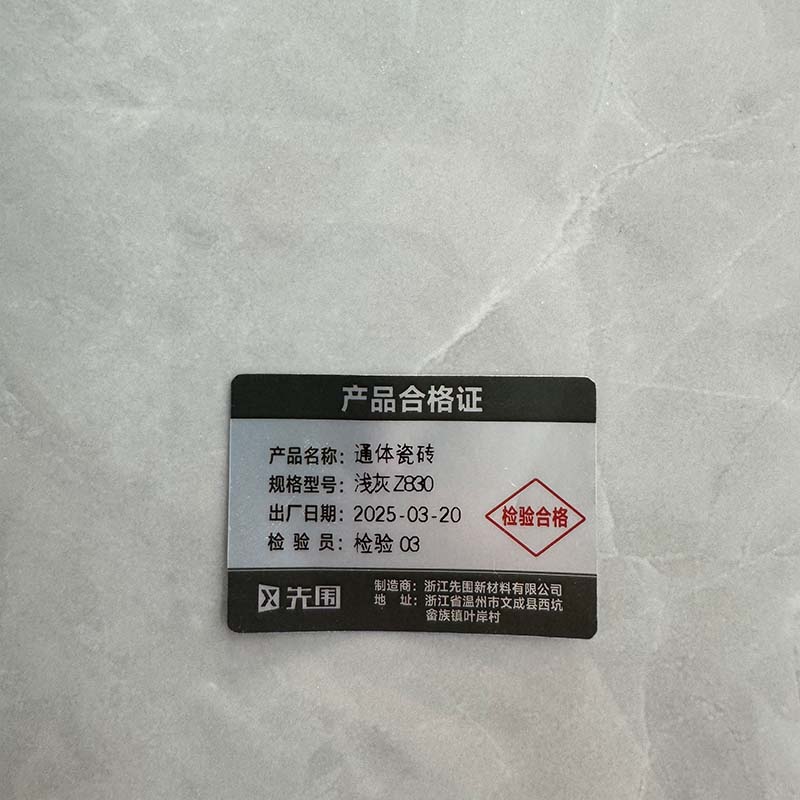 产品合格证
产品名称：通体瓷砖
规格型号：浅灰Z830
出厂日期：2025-03-20
检验员：检验03
检验合格
先围
制造商：浙江先围新材料有限公司
地址：浙江省温州市文成县西坑
畲族镇叶岸村